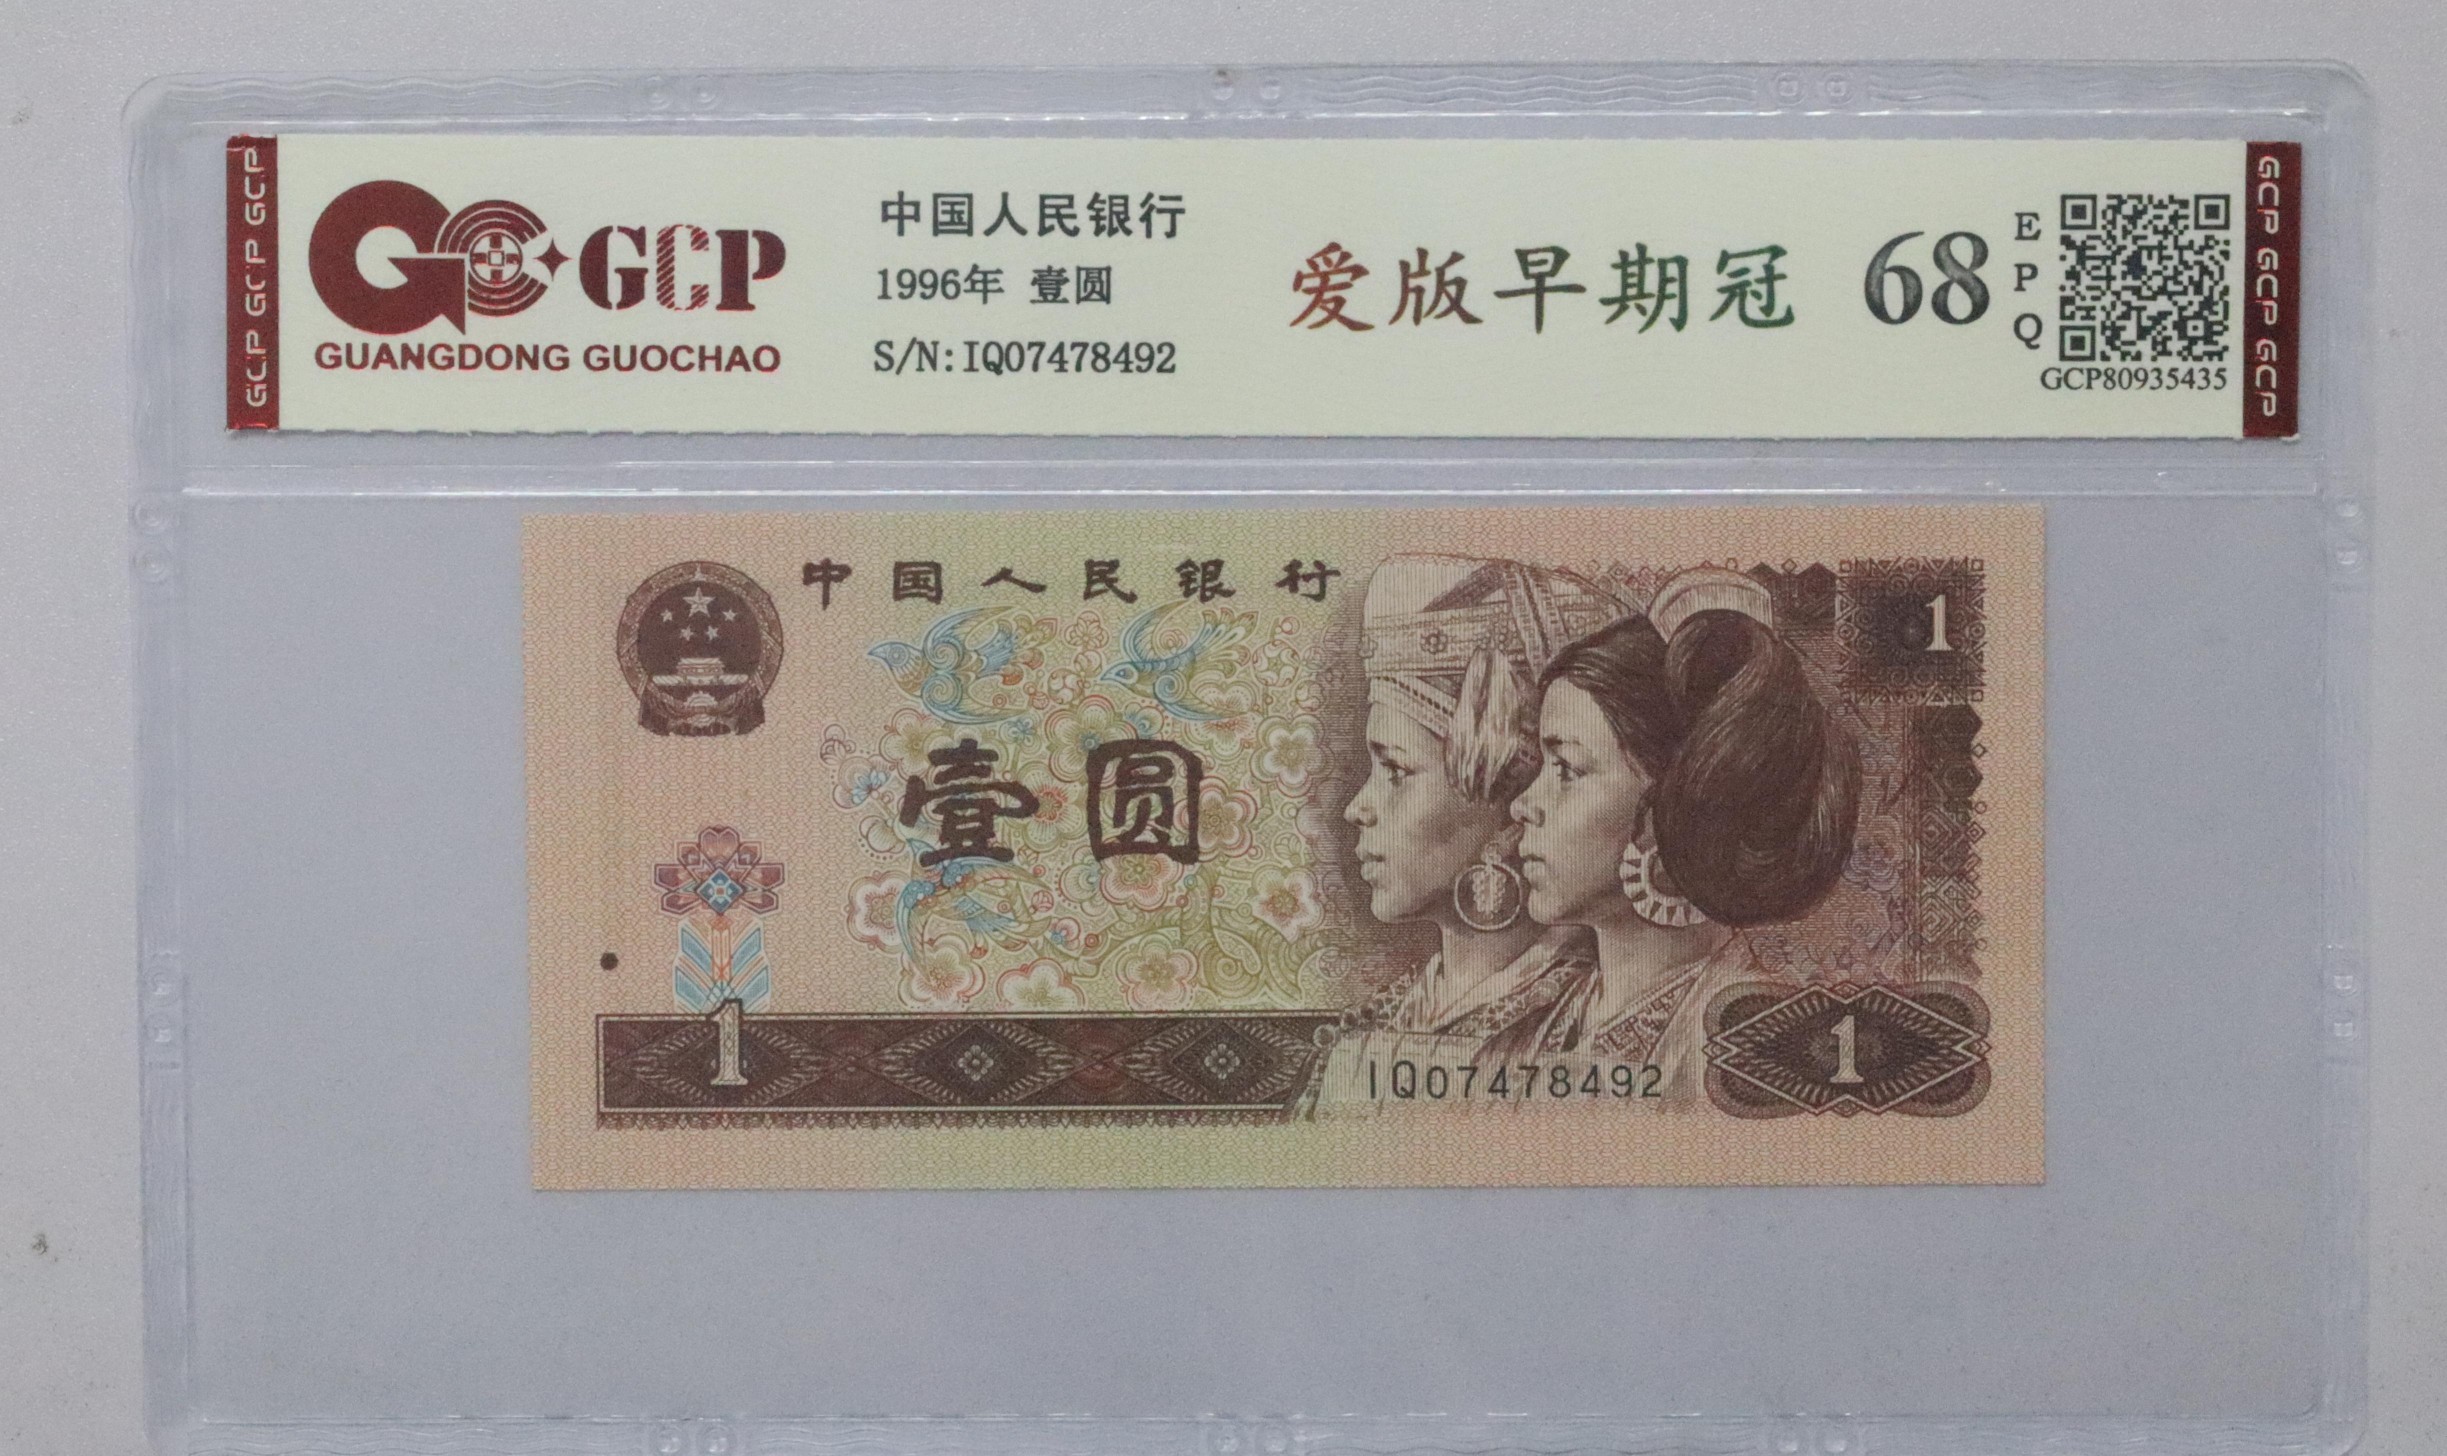 GCP GCP GCP
GCP
GUANGDONG GUOCHAO
中国人民银行
1996年 壹圆
S/N:IQ07478492
爱版早期冠
68
EPQ
GCP80935435
GCP GCP GCP
中国人民银行
1
壹圆
1
IQ07478492
1